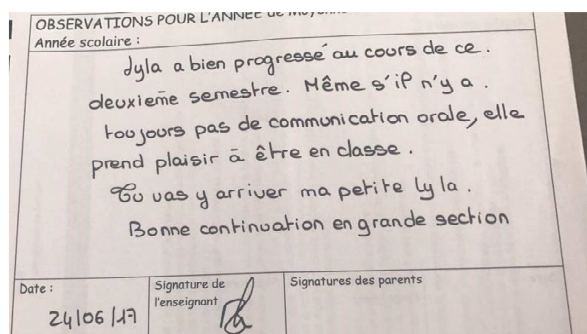 OBSERVATIONS POUR L'ANNEE de Moyenne
Année scolaire :
Lyla a bien progressé au cours de ce.
deuxième semestre. Même s'il n'y a.
toujours pas de communication orale, elle
prend plaisir à être en classe.
Tu vas y arriver ma petite Lyla.
Bonne continuation en grande section
Date :
24/06/17
Signature de
l'enseignant
Signatures des parents